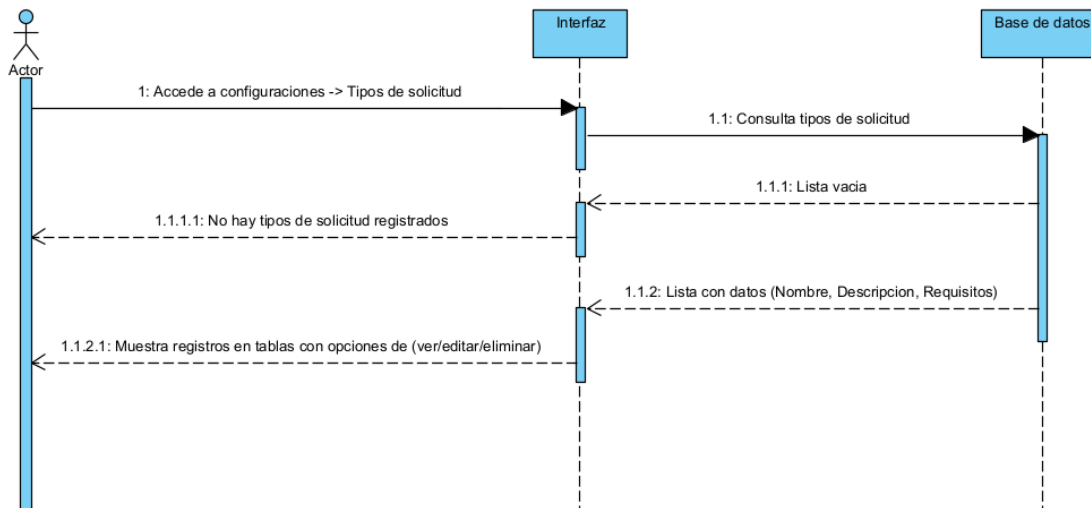 Interfaz
Base de datos
Actor
1: Accede a configuraciones -> Tipos de solicitud
1.1: Consulta tipos de solicitud
1.1.1: Lista vacia
1.1.1.1: No hay tipos de solicitud registrados
1.1.2: Lista con datos (Nombre, Descripcion, Requisitos)
1.1.2.1: Muestra registros en tablas con opciones de (ver/editar/eliminar)